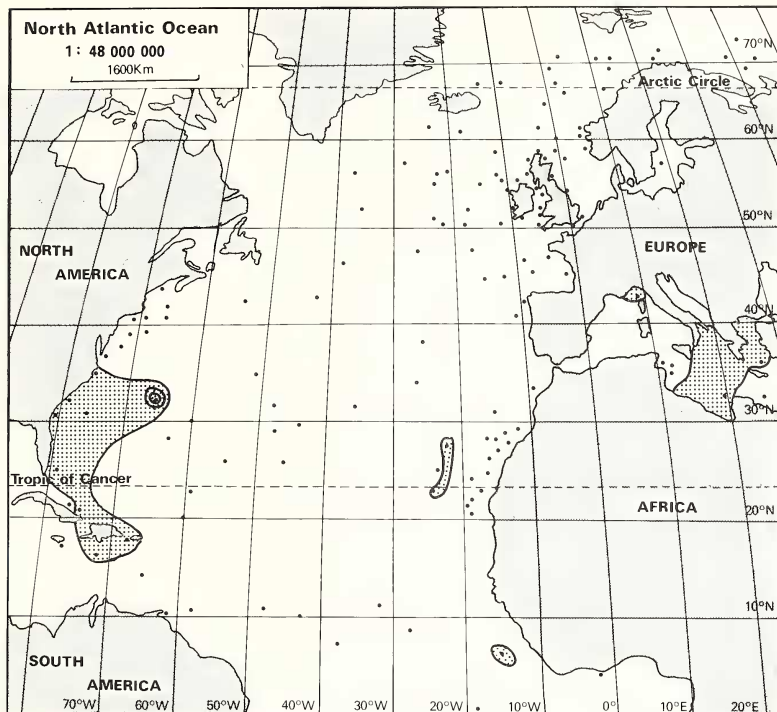 North Atlantic Ocean
1: 48 000 000
1600Km
70°N
Arctic Circle
60°N
50°N
NORTH
AMERICA
EUROPE
40°N
30°N
Tropic of Cancer
AFRICA
20°N
10°N
SOUTH
AMERICA
70°W 60°W 50°W 40°W 30°W 20°W 10°W 0° 10°E 20°E